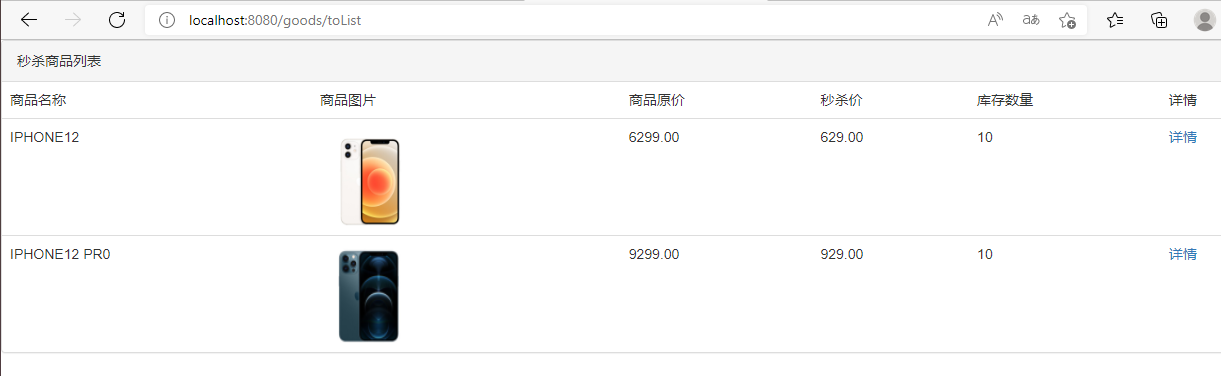 localhost:8080/goods/toList
秒杀商品列表
商品名称 商品图片 商品原价 秒杀价 库存数量 详情
IPHONE12 6299.00 629.00 10 详情
IPHONE12 PR0 9299.00 929.00 10 详情